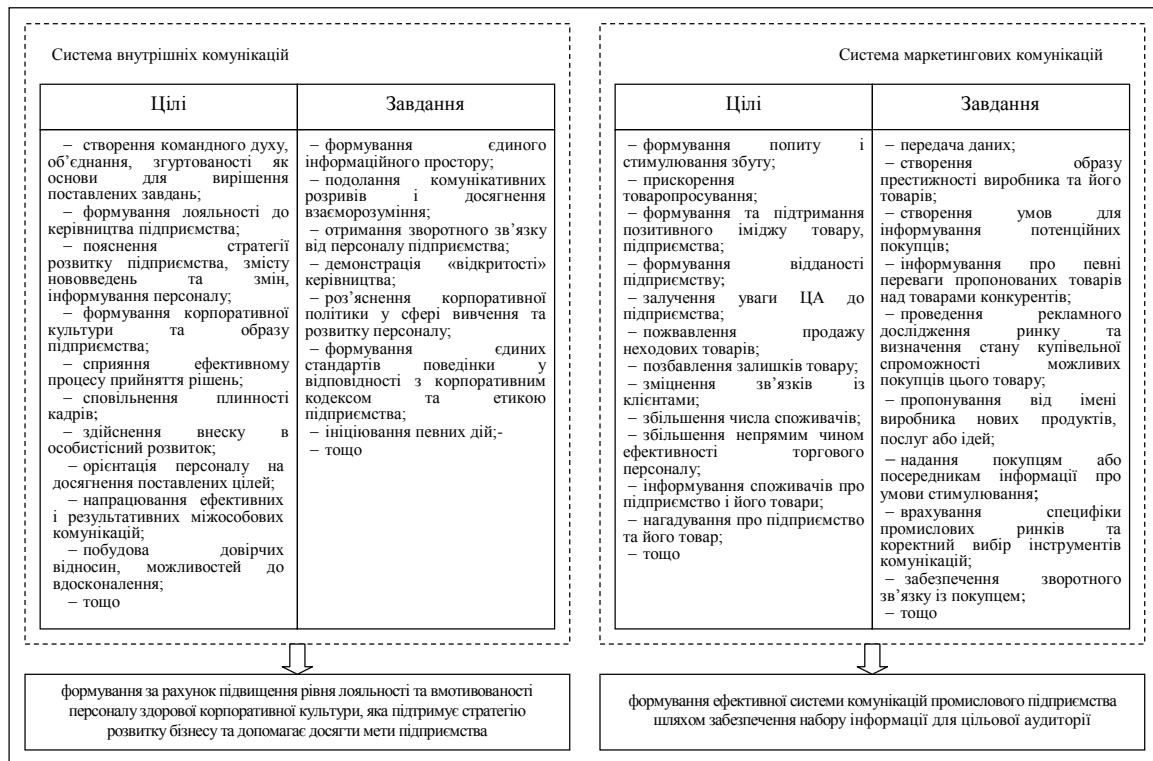 Система внутрішніх комунікацій
Цілі
Завдання
– створення командного духу,
об’єднання, згуртованості як
основи для вирішення
поставлених завдань;
– формування лояльності до
керівництва підприємства;
– пояснення стратегії
розвитку підприємства, змісту
нововведень та змін,
інформування персоналу;
– формування корпоративної
культури та образу
підприємства;
– сприяння ефективному
процесу прийняття рішень;
– сповільнення плинності
кадрів;
– здійснення внеску в
особистісний розвиток;
– орієнтація персоналу на
досягнення поставлених цілей;
– напрацювання ефективних
і результативних міжособових
комунікацій;
– побудова довірчих
відносин, можливостей до
вдосконалення;
– тощо
– формування єдиного
інформаційного простору;
– подолання комунікативних
розривів і досягнення
взаєморозуміння;
– отримання зворотного зв’язку
від персоналу підприємства;
– демонстрація «відкритості»
керівництва;
– роз’яснення корпоративної
політики у сфері вивчення та
розвитку персоналу;
– формування єдиних
стандартів поведінки у
відповідності з корпоративним
кодексом та етикою
підприємства;
– ініціювання певних дій;-
– тощо
формування за рахунок підвищення рівня лояльності та вмотивованості
персоналу здорової корпоративної культури, яка підтримує стратегію
розвитку бізнесу та допомагає досягти мети підприємства
Система маркетингових комунікацій
Цілі
Завдання
– формування попиту і
стимулювання збуту;
– прискорення
товаропросування;
– формування та підтримання
позитивного іміджу товару,
підприємства;
– формування відданості
підприємству;
– залучення уваги ЦА до
підприємства;
– пожвавлення продажу
неходових товарів;
– позбавлення залишків товару;
– зміцнення зв’язків із
клієнтами;
– збільшення числа споживачів;
– збільшення непрямим чином
ефективності торгового
персоналу;
– інформування споживачів про
підприємство і його товари;
– нагадування про підприємство
та його товар;
– тощо
– передача даних;
– створення образу
престижності виробника та його
товарів;
– створення умов для
інформування потенційних
покупців;
– інформування про певні
переваги пропонованих товарів
над товарами конкурентів;
– проведення рекламного
дослідження ринку та
визначення стану купівельної
спроможності можливих
покупців цього товару;
– пропонування від імені
виробника нових продуктів,
послуг або ідей;
– надання покупцям або
посередникам інформації про
умови стимулювання;
– врахування специфіки
промислових ринків та
коректний вибір інструментів
комунікацій;
– забезпечення зворотного
зв’язку із покупцем;
– тощо
формування ефективної системи комунікацій промислового підприємства
шляхом забезпечення набору інформації для цільової аудиторії